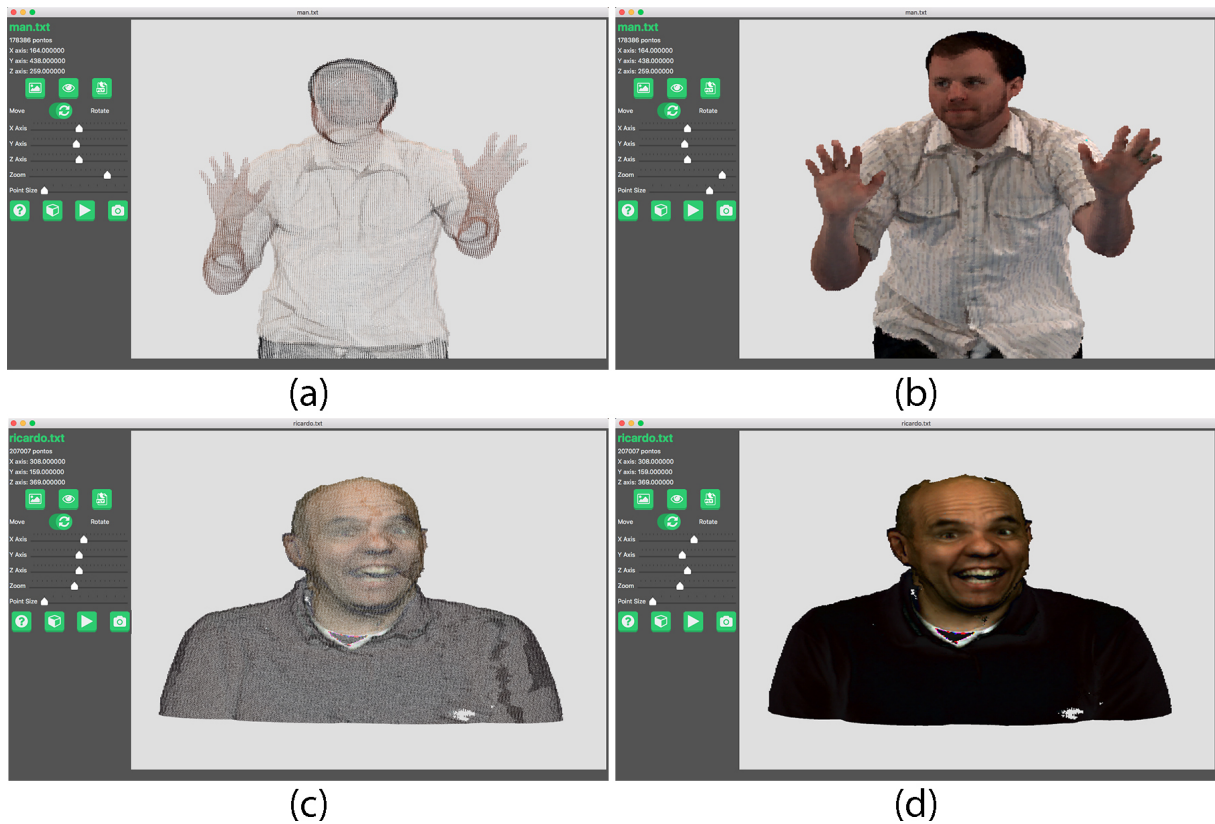 man.txt
man.txt
178386 pontos
X axis: 164.000000
Y axis: 438.000000
Z axis: 259.000000
Move Rotate
X Axis
Y Axis
Z Axis
Zoom
Point Size
(a)
man.txt
man.txt
178386 pontos
X axis: 164.000000
Y axis: 438.000000
Z axis: 259.000000
Move Rotate
X Axis
Y Axis
Z Axis
Zoom
Point Size
(b)
ricardo.txt
ricardo.txt
207007 pontos
X axis: 308.000000
Y axis: 159.000000
Z axis: 369.000000
Move Rotate
X Axis
Y Axis
Z Axis
Zoom
Point Size
(c)
ricardo.txt
ricardo.txt
207007 pontos
X axis: 308.000000
Y axis: 159.000000
Z axis: 369.000000
Move Rotate
X Axis
Y Axis
Z Axis
Zoom
Point Size
(d)